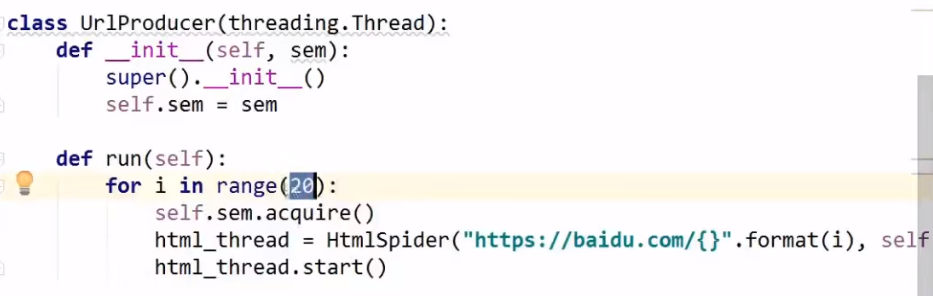 class UrlProducer(threading.Thread):
    def __init__(self, sem):
        super().__init__()
        self.sem = sem
    def run(self):
        for i in range(20):
            self.sem.acquire()
            html_thread = HtmlSpider("https://baidu.com/{}".format(i), self
            html_thread.start()